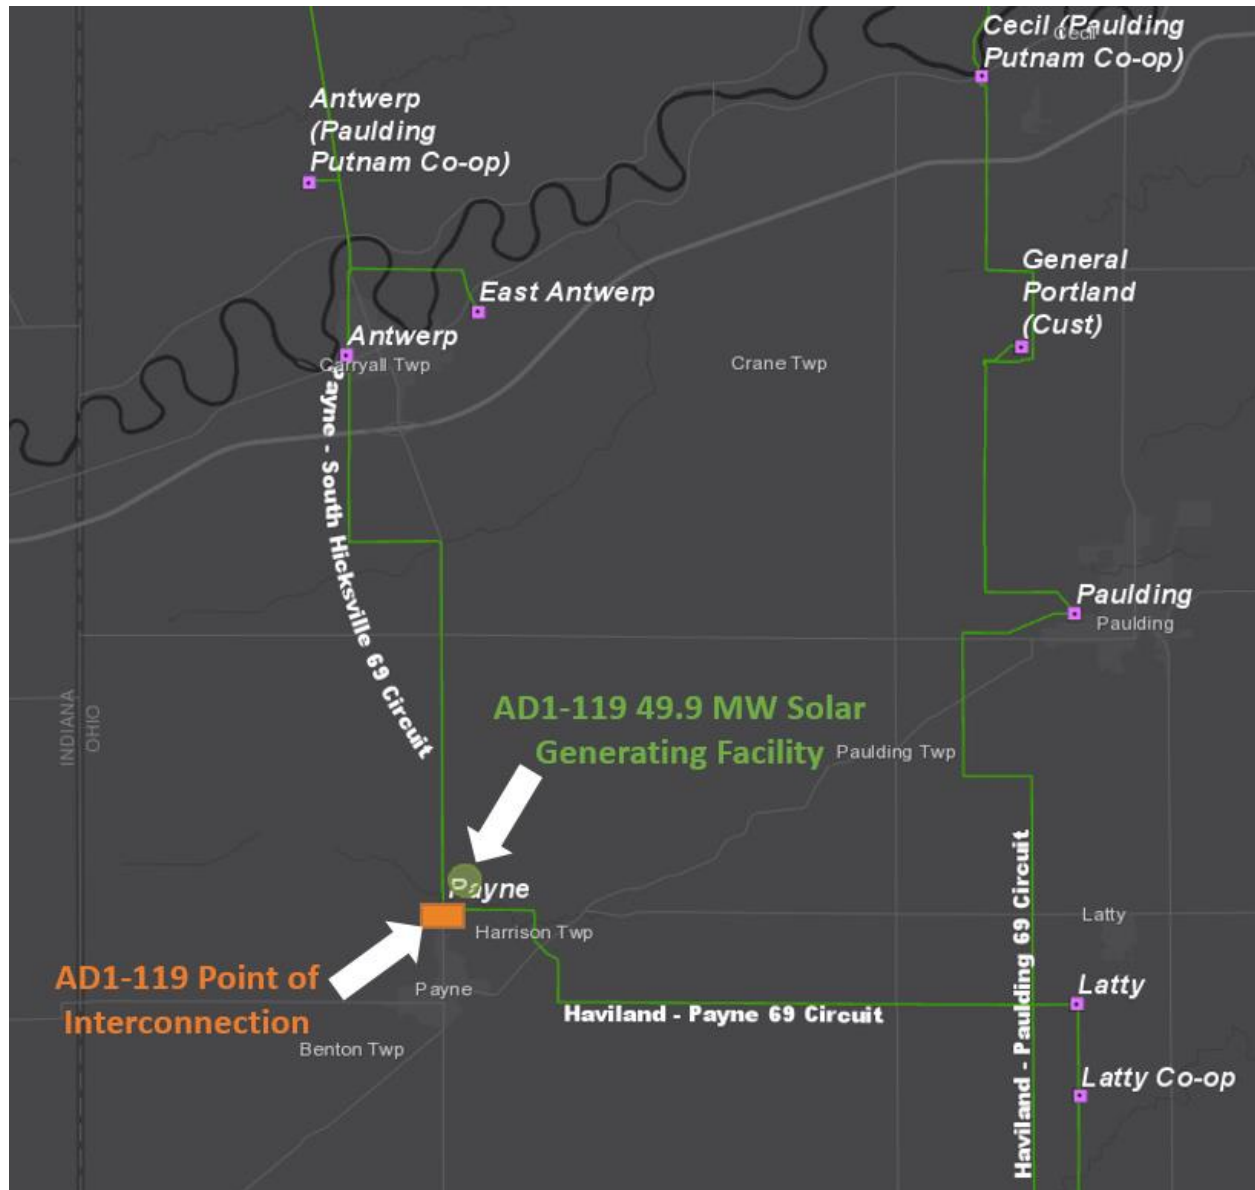 Cecil (Paulding
Putnam Co-op)
Cecil
Antwerp
(Paulding
Putnam Co-op)
General
Portland
(Cust)
East Antwerp
Antwerp
Carryall Twp
Crane Twp
Payne - South Hicksville 69 Circuit
Paulding
Paulding
INDIANA
OHIO
AD1-119 49.9 MW Solar
Generating Facility
Paulding Twp
Payne
Harrison Twp
Latty
AD1-119 Point of
Interconnection
Payne
Latty
Haviland - Payne 69 Circuit
Haviland - Paulding 69 Circuit
Benton Twp
Latty Co-op